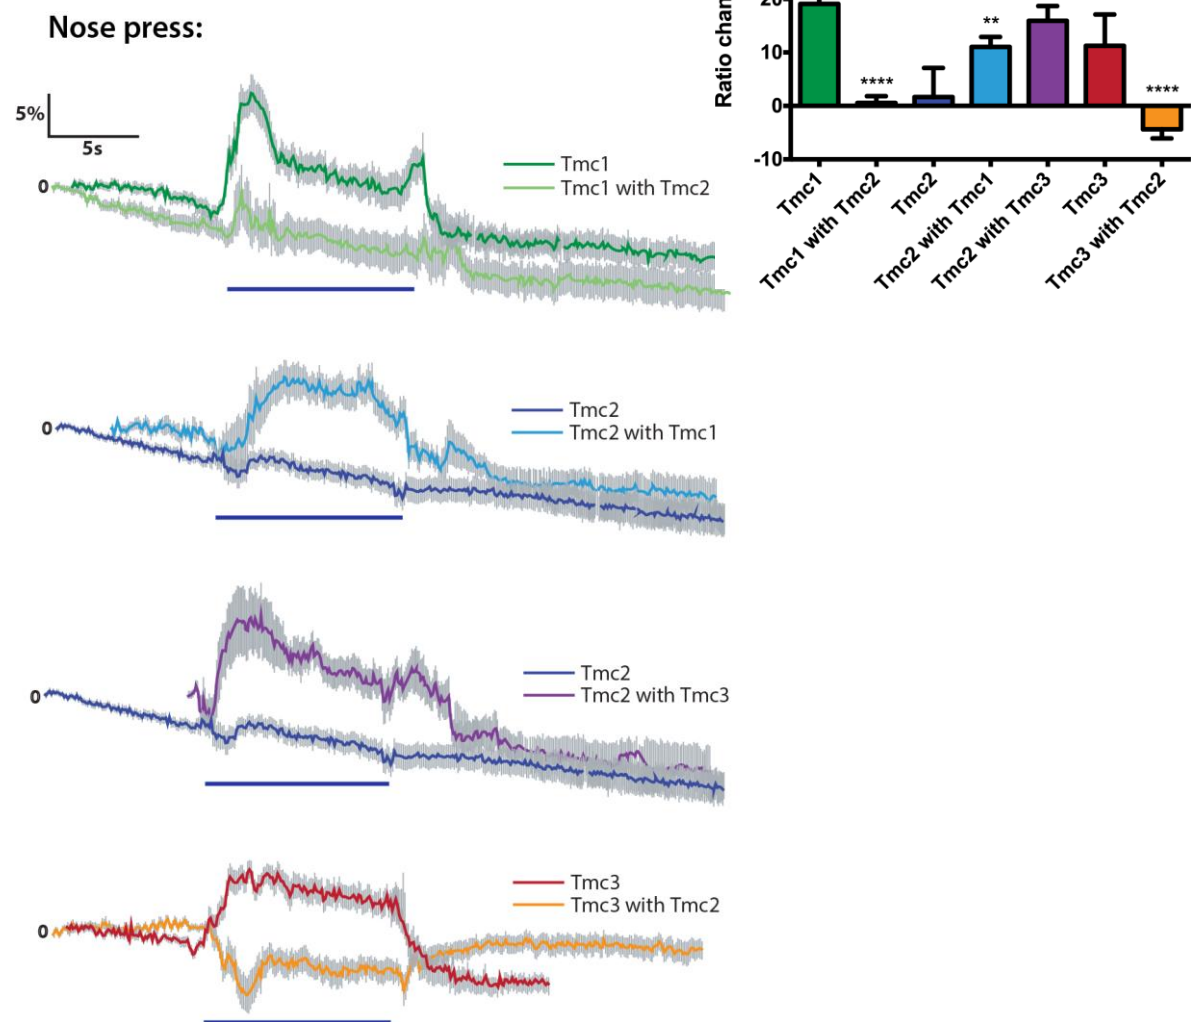 Nose press:
5%
5s
0
Tmc1
Tmc1 with Tmc2
0
Tmc2
Tmc2 with Tmc1
0
Tmc2
Tmc2 with Tmc3
0
Tmc3
Tmc3 with Tmc2
Ratio chan
20
10
0
-10
****
**
****
Tmc1
Tmc1 with Tmc2
Tmc2
Tmc2 with Tmc1
Tmc2 with Tmc3
Tmc3
Tmc3 with Tmc2